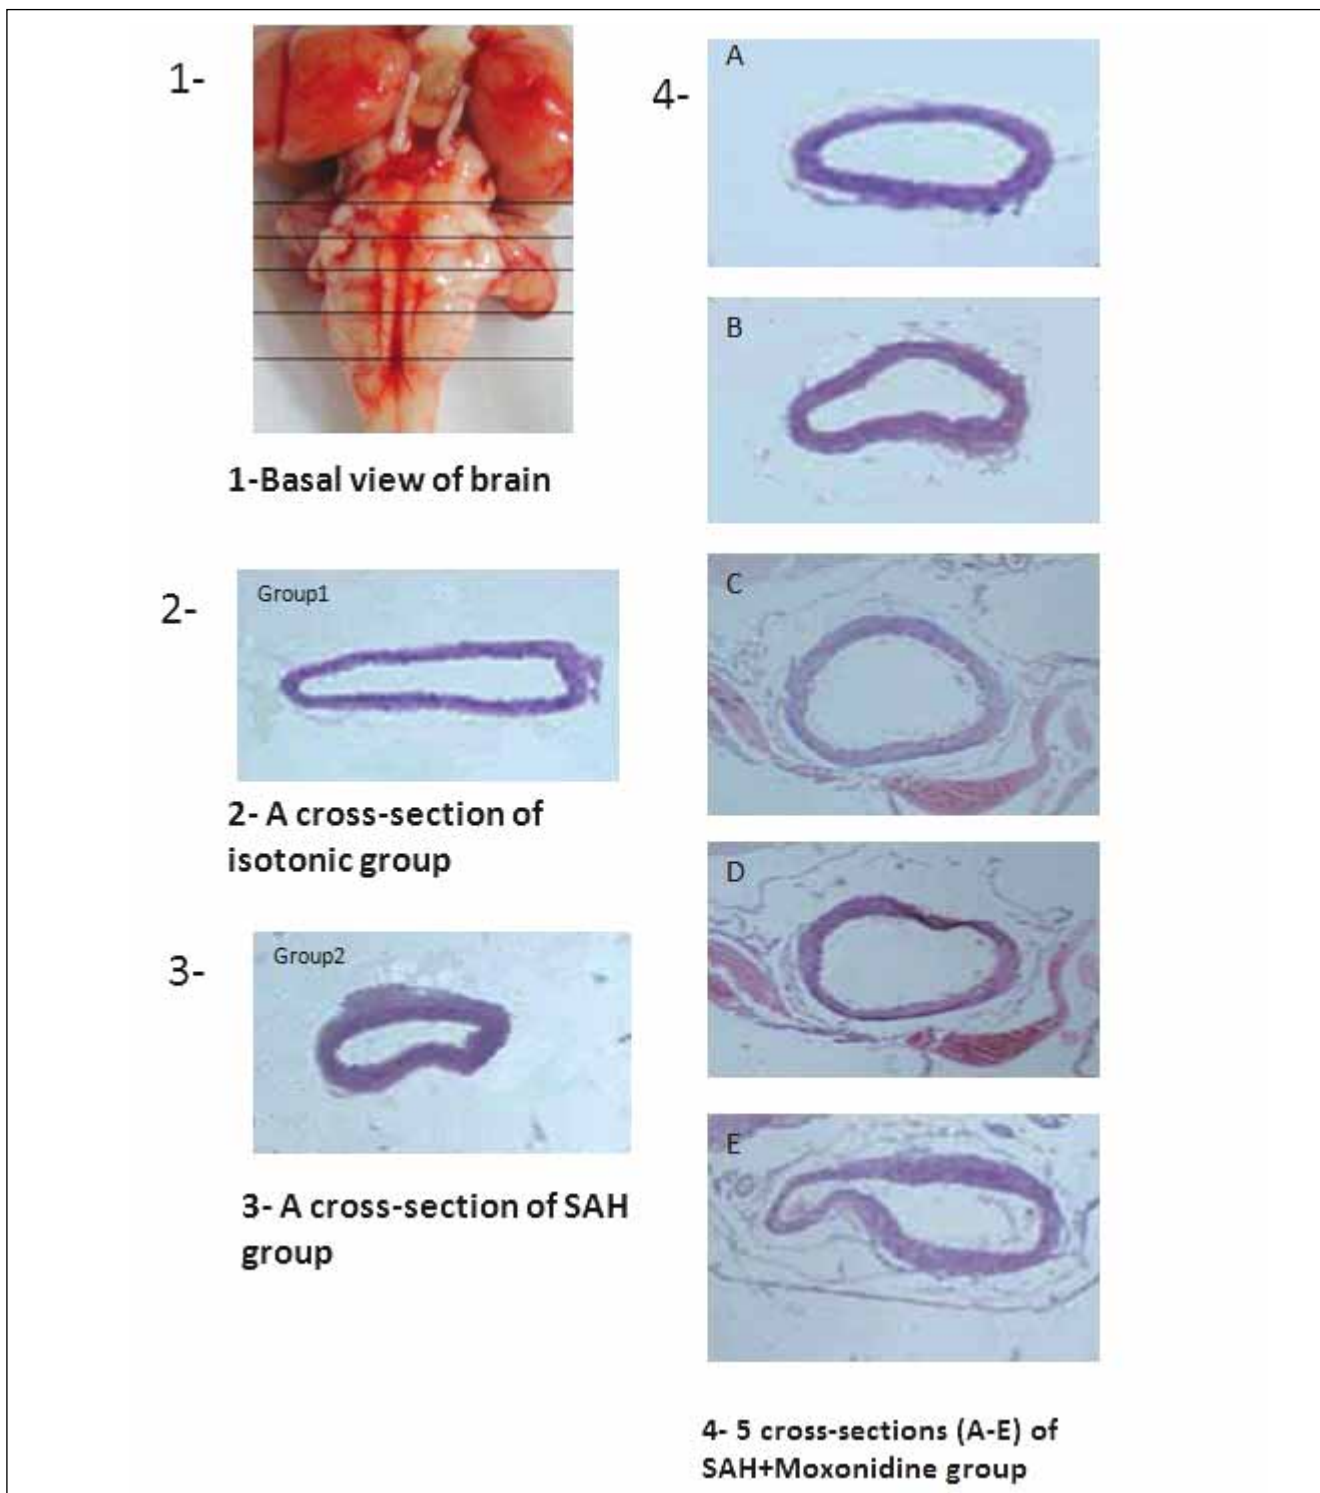 1-
1-Basal view of brain
2-
Group1
2- A cross-section of
isotonic group
3-
Group2
3- A cross-section of SAH
group
4-
A
B
C
D
E
4- 5 cross-sections (A-E) of
SAH+Moxonidine group